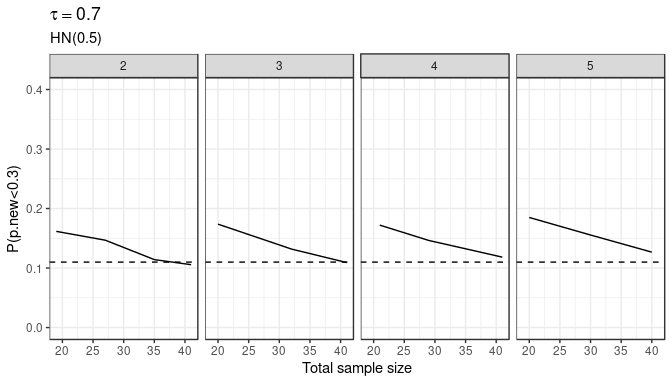 τ = 0.7
HN(0.5)
2 3 4 5
P(p.new<0.3)
0.4
0.3
0.2
0.1
0.0
20 25 30 35 40 20 25 30 35 40 20 25 30 35 40 20 25 30 35 40
Total sample size